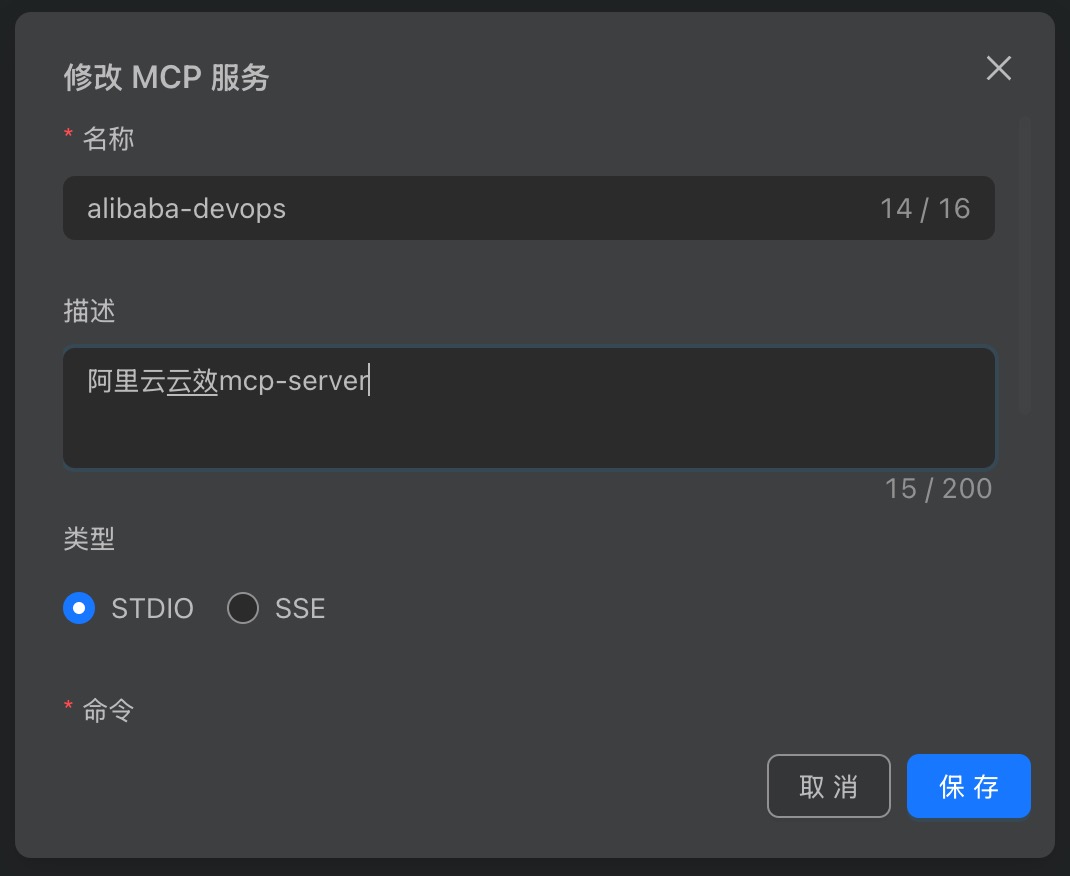 修改 MCP 服务
* 名称
alibaba-devops 14 / 16
描述
阿里云云效mcp-server
15 / 200
类型
STDIO SSE
* 命令
取 消 保 存